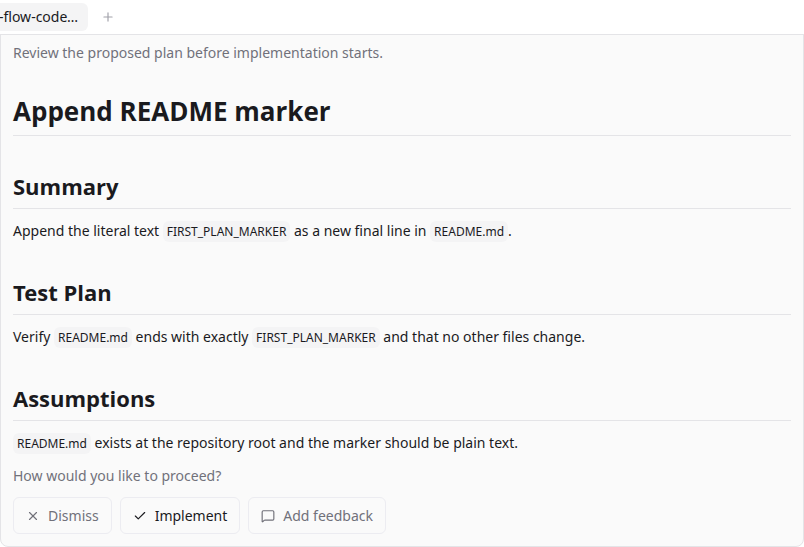 -flow-code...
Review the proposed plan before implementation starts.
Append README marker
Summary
Append the literal text FIRST_PLAN_MARKER as a new final line in README.md.
Test Plan
Verify README.md ends with exactly FIRST_PLAN_MARKER and that no other files change.
Assumptions
README.md exists at the repository root and the marker should be plain text.
How would you like to proceed?
Dismiss Implement Add feedback